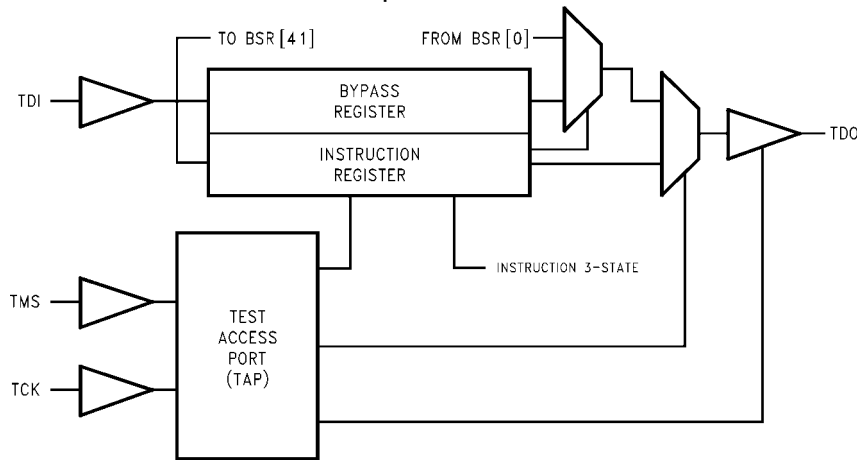 TO BSR[41]
FROM BSR[0]
TDI
BYPASS
REGISTER
INSTRUCTION
REGISTER
TDO
INSTRUCTION 3-STATE
TMS
TEST
ACCESS
PORT
(TAP)
TCK